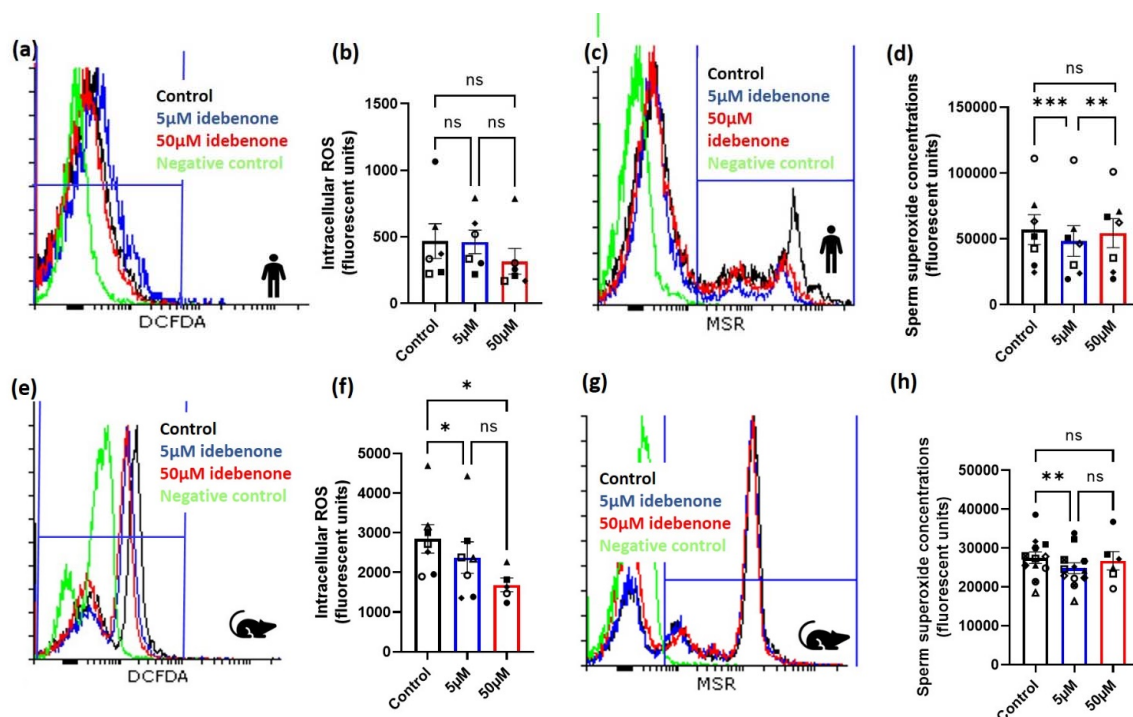 (a)
Control
5µM idebenone
50µM idebenone
Negative control
DCFDA
(b)
Intracellular ROS
(fluorescent units)
1500
1000
500
0
ns
ns
ns
Control
5µM
50µM
(c)
Control
5µM idebenone
50µM
idebenone
Negative control
MSR
(d)
Sperm superoxide concentrations
(fluorescent units)
150000
100000
50000
0
ns
*** **
Control
5µM
50µM
(e)
Control
5µM idebenone
50µM idebenone
Negative control
DCFDA
(f)
Intracellular ROS
(fluorescent units)
5000
4000
3000
2000
1000
0
*
* ns
Control
5µM
50µM
(g)
Control
5µM idebenone
50µM idebenone
Negative control
MSR
(h)
Sperm superoxide concentrations
(fluorescent units)
50000
40000
30000
20000
10000
0
ns
** ns
Control
5µM
50µM